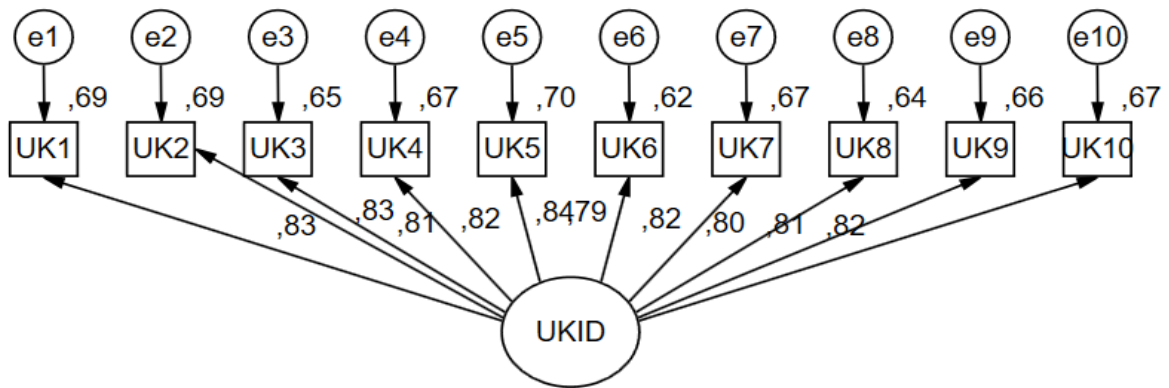 e1 e2 e3 e4 e5 e6 e7 e8 e9 e10
,69 ,69 ,65 ,67 ,70 ,62 ,67 ,64 ,66 ,67
UK1 UK2 UK3 UK4 UK5 UK6 UK7 UK8 UK9 UK10
,83 ,83 ,81 ,82 ,84 ,79 ,82 ,80 ,81 ,82
UKID